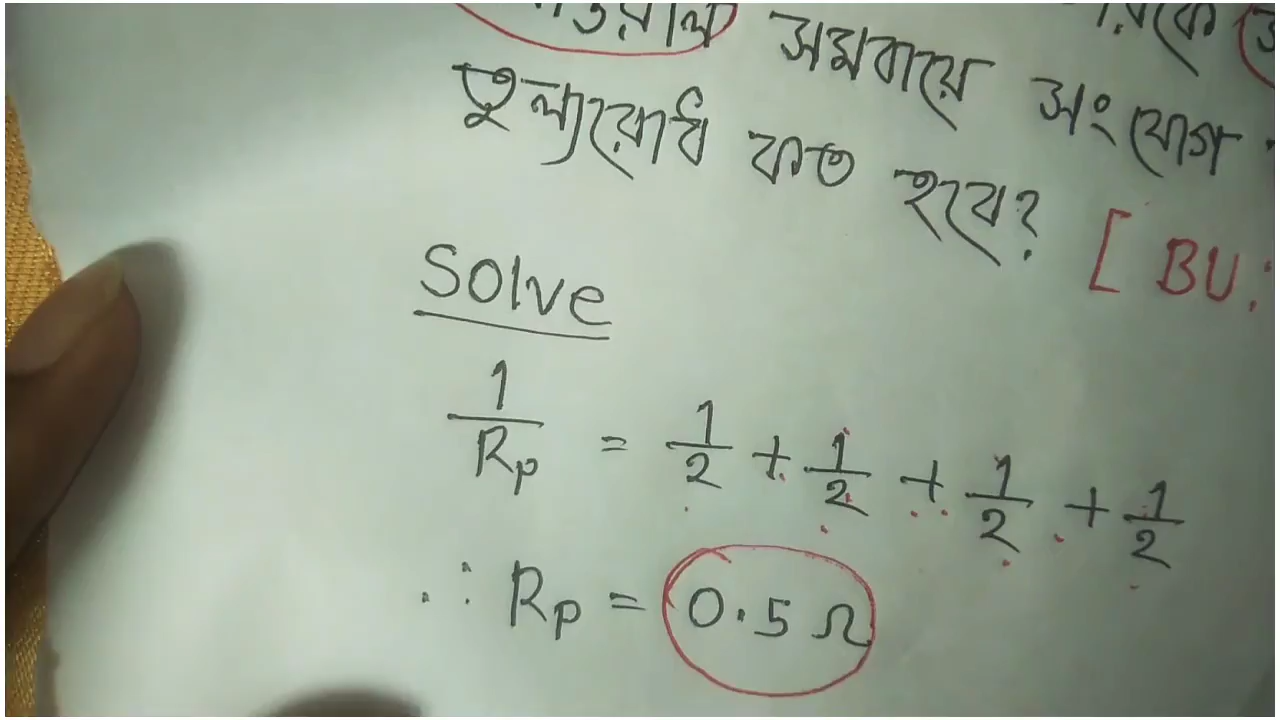 সমবায়ে সংযোগ
তুল্যরোধ কত হবে? [BU:
Solve
1/Rp = 1/2 + 1/2 + 1/2 + 1/2
∴ Rp = 0.5 Ω